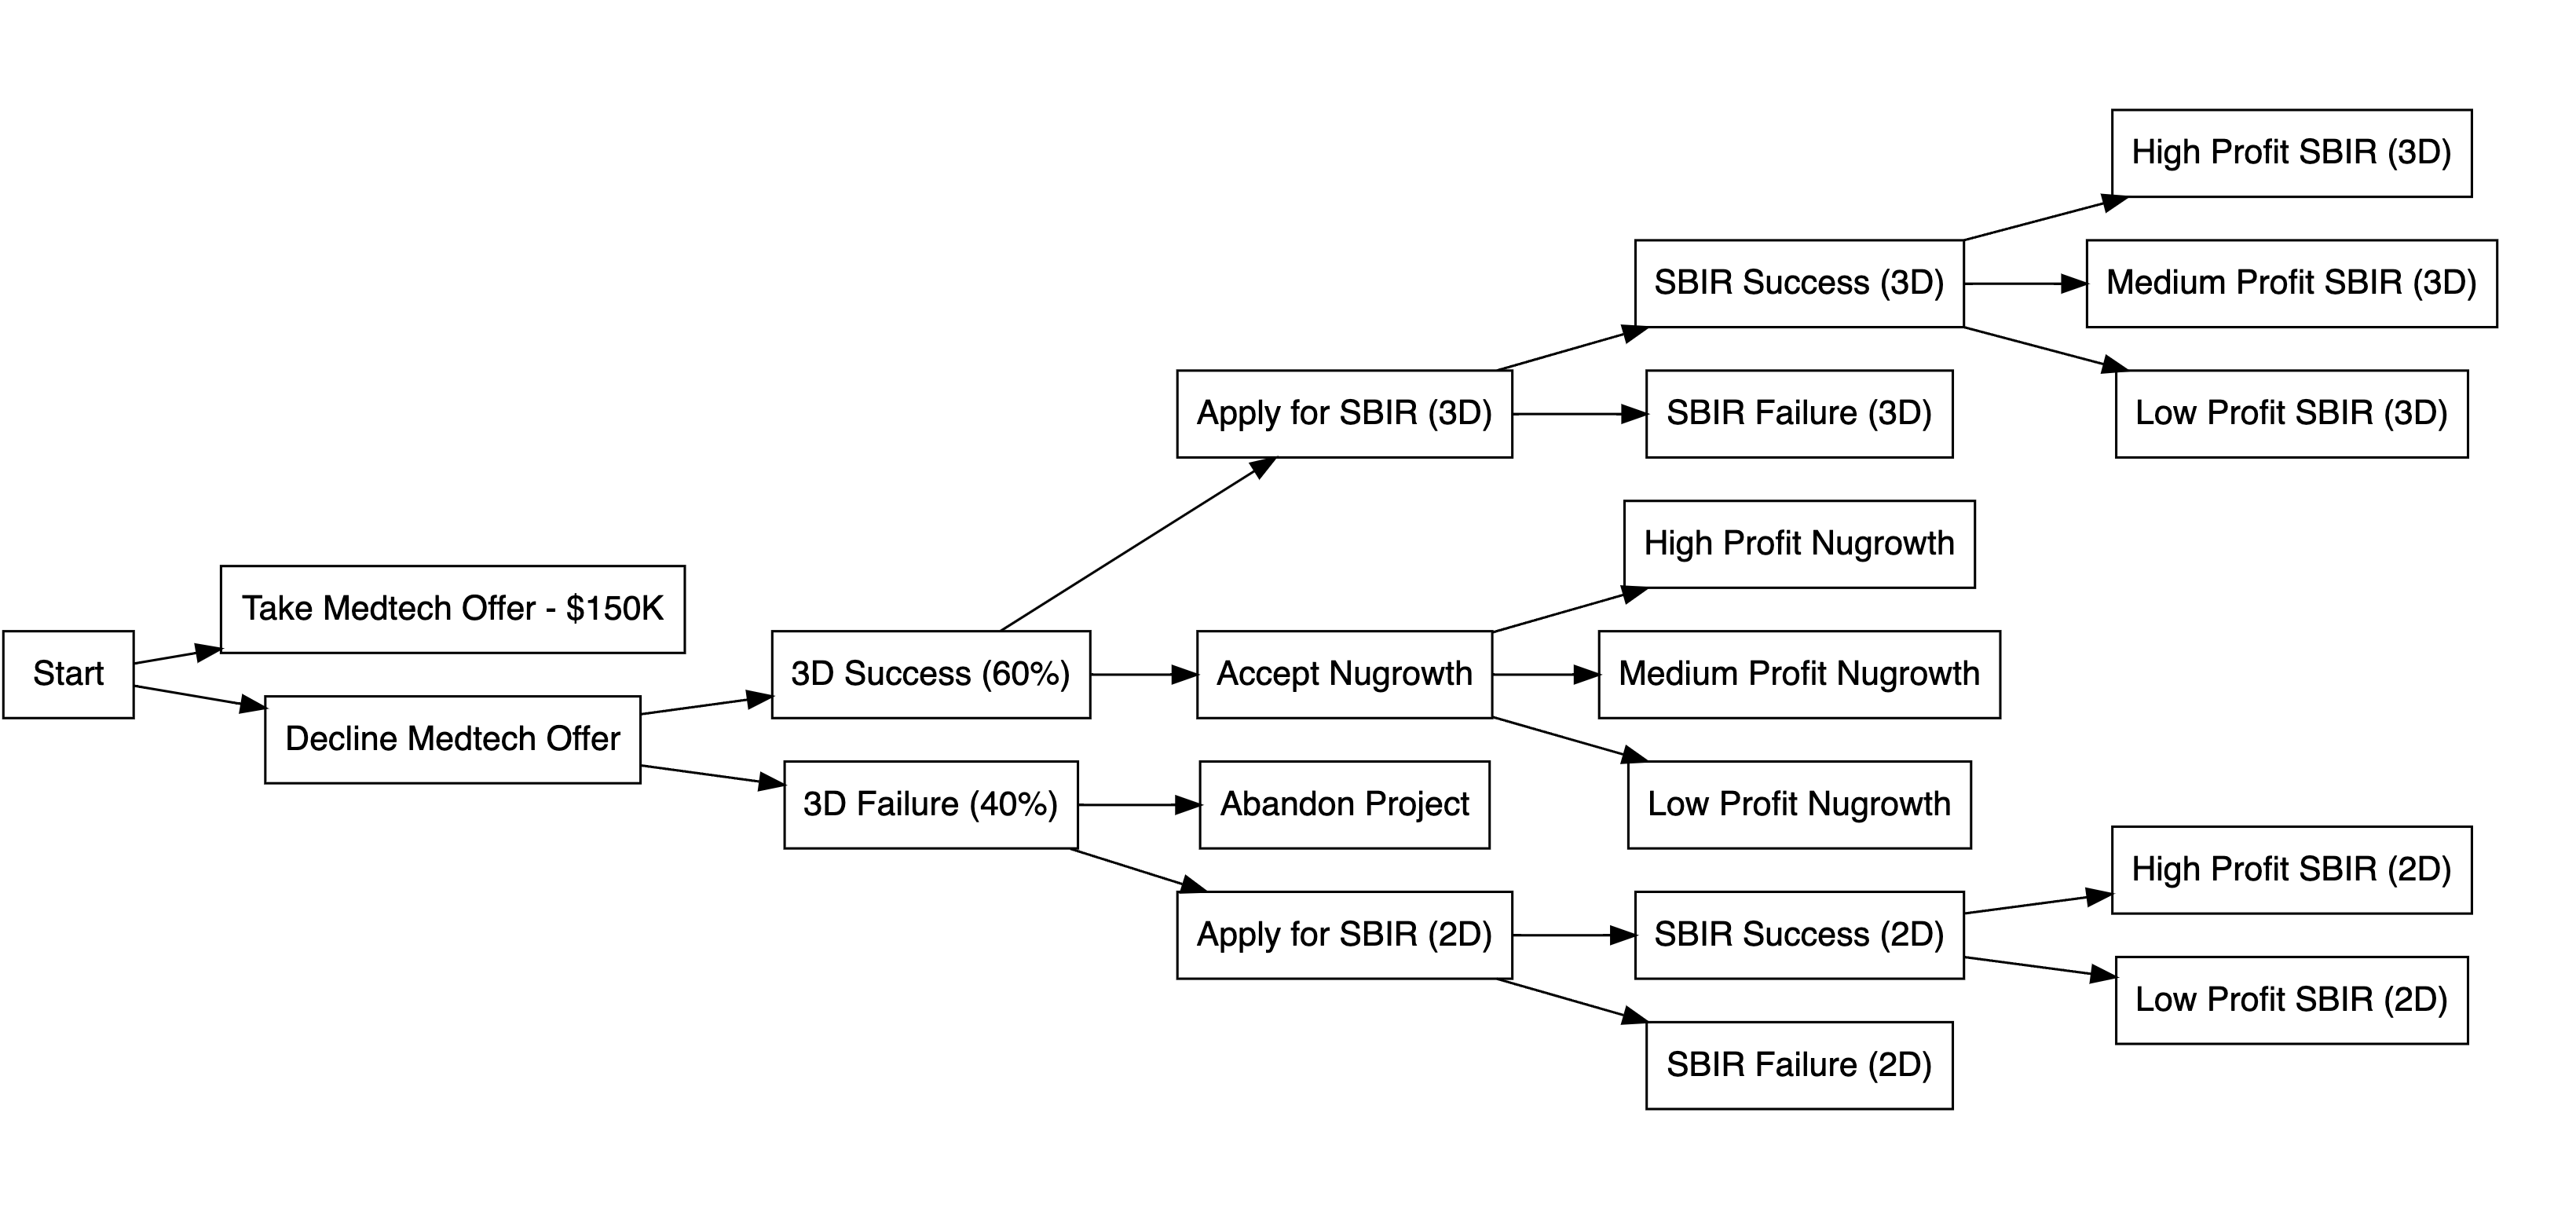 High Profit SBIR (3D)
SBIR Success (3D)
Medium Profit SBIR (3D)
Apply for SBIR (3D)
SBIR Failure (3D)
Low Profit SBIR (3D)
High Profit Nugrowth
Take Medtech Offer - $150K
Start
3D Success (60%)
Accept Nugrowth
Medium Profit Nugrowth
Decline Medtech Offer
3D Failure (40%)
Abandon Project
Low Profit Nugrowth
High Profit SBIR (2D)
Apply for SBIR (2D)
SBIR Success (2D)
Low Profit SBIR (2D)
SBIR Failure (2D)